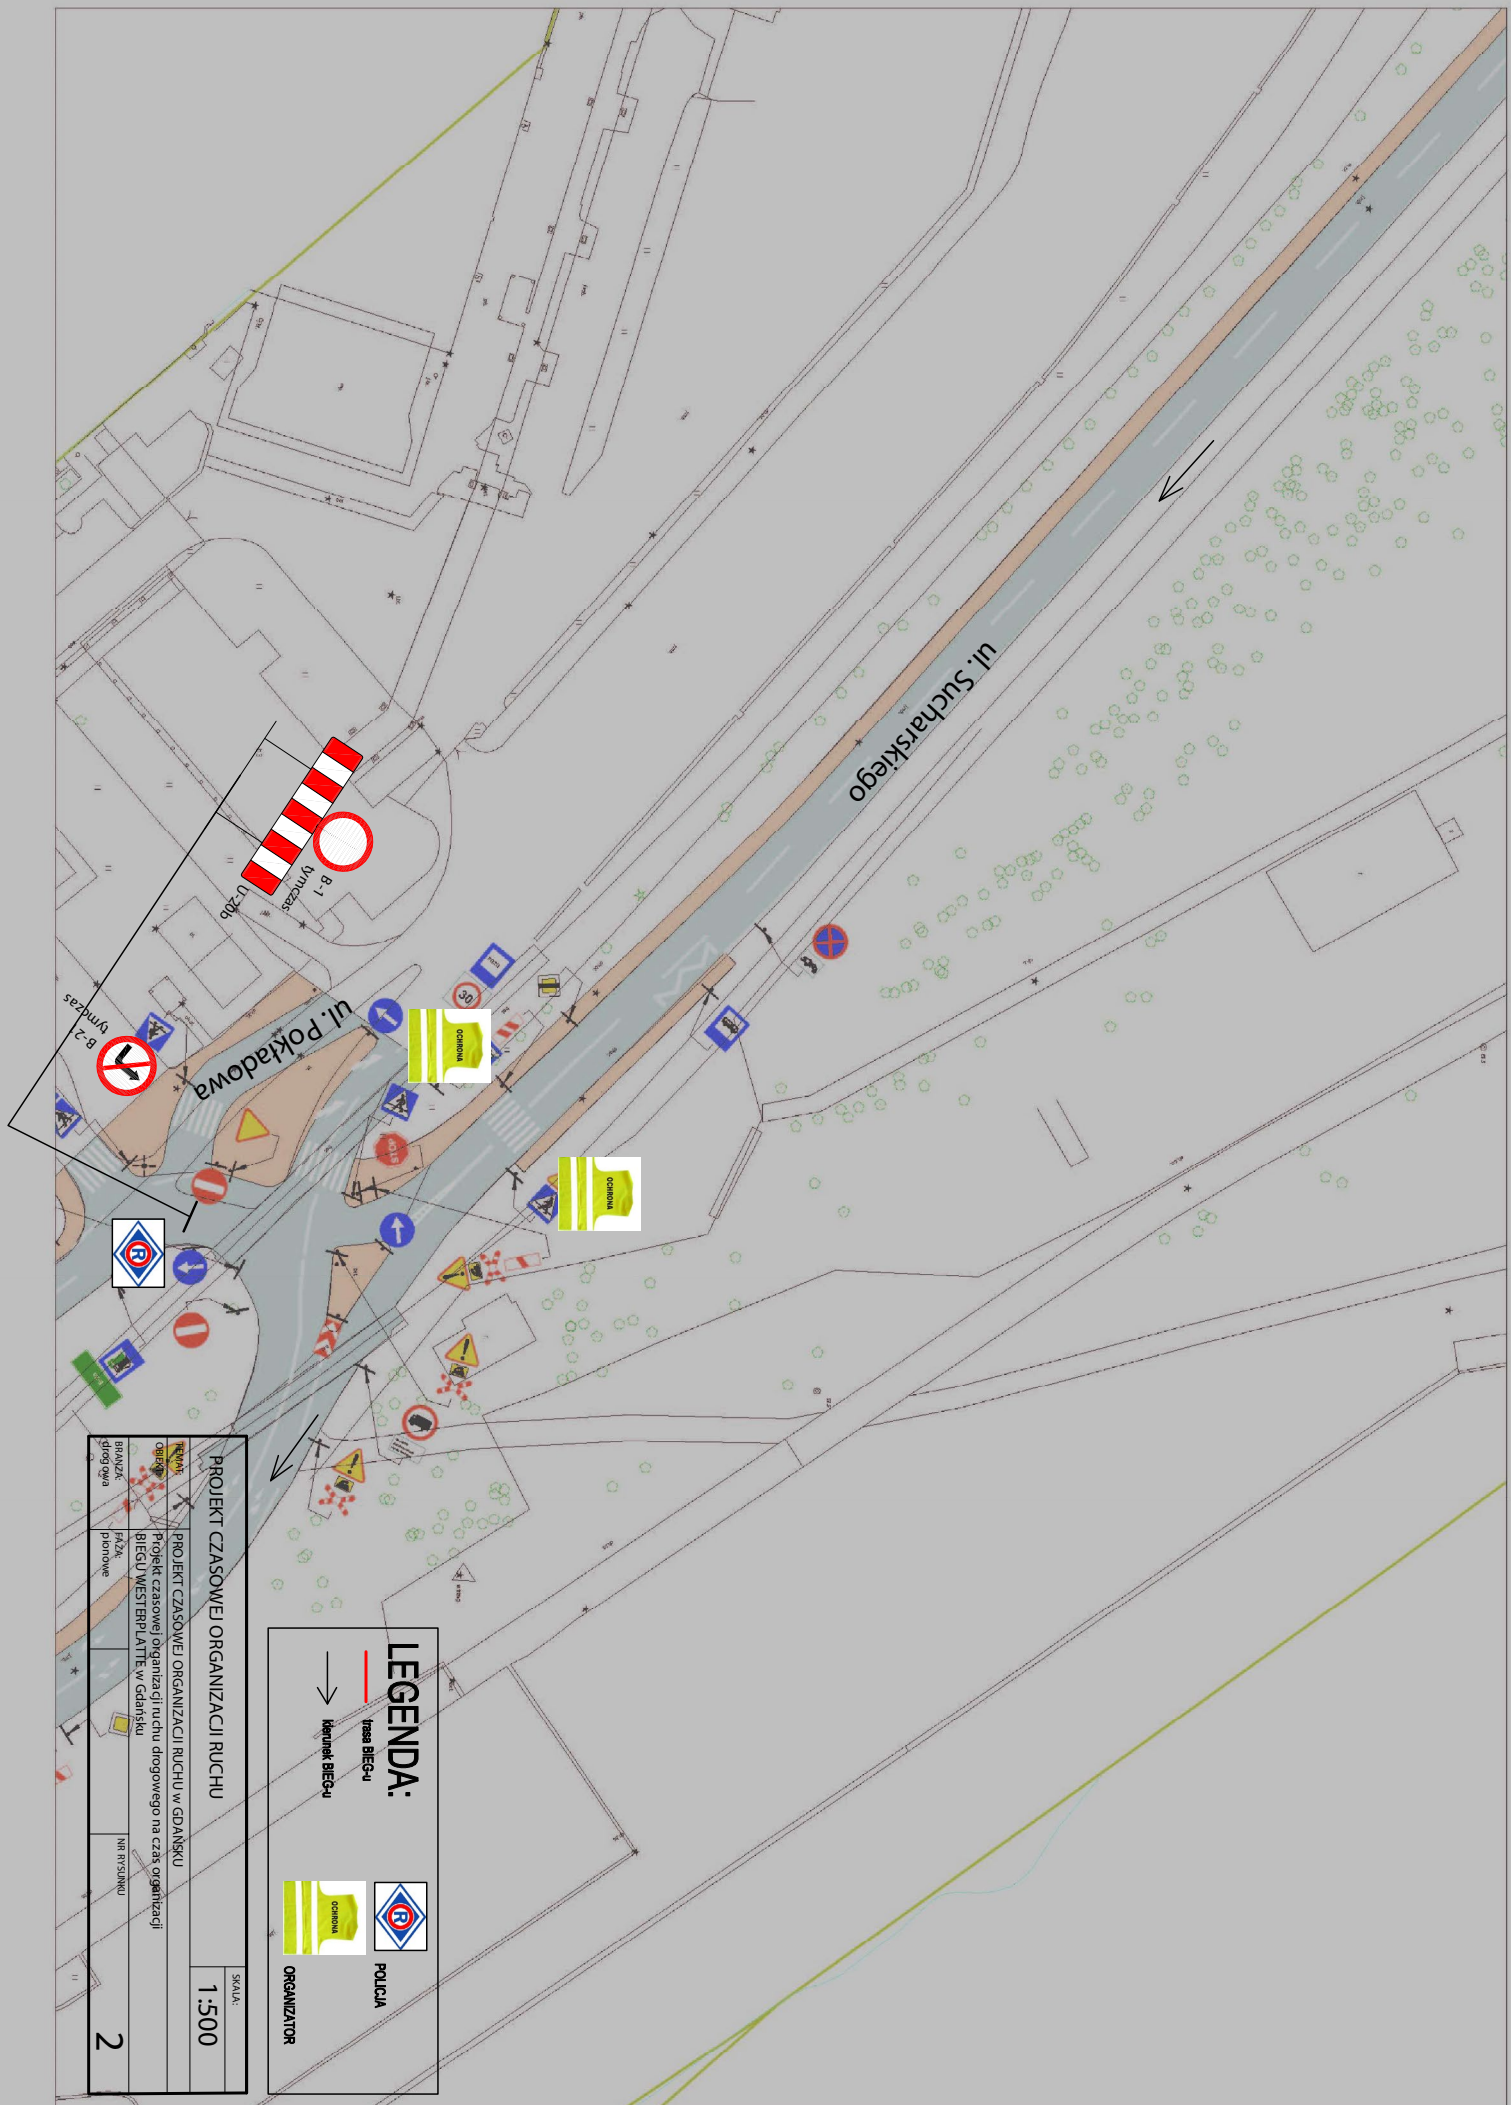 ul. Sucharskiego
ul. Pokładowa
B-1
tymczas
U-20b
B-2
tymczas
30
STOP
OCHRONA
OCHRONA
R
LEGENDA:
trasa BIEG-u
kierunek BIEG-u
R
POLICJA
OCHRONA
ORGANIZATOR
PROJEKT CZASOWEJ ORGANIZACJI RUCHU
SKALA:
1:500
TEMAT:
PROJEKT CZASOWEJ ORGANIZACJI RUCHU w GDAŃSKU
OBIEKT:
Projekt czasowej organizacji ruchu drogowego na czas organizacji
BIEGU WESTERPLATTE w Gdańsku
BRANŻA:
drogowa
FAZA:
pionowe
NR RYSUNKU
2